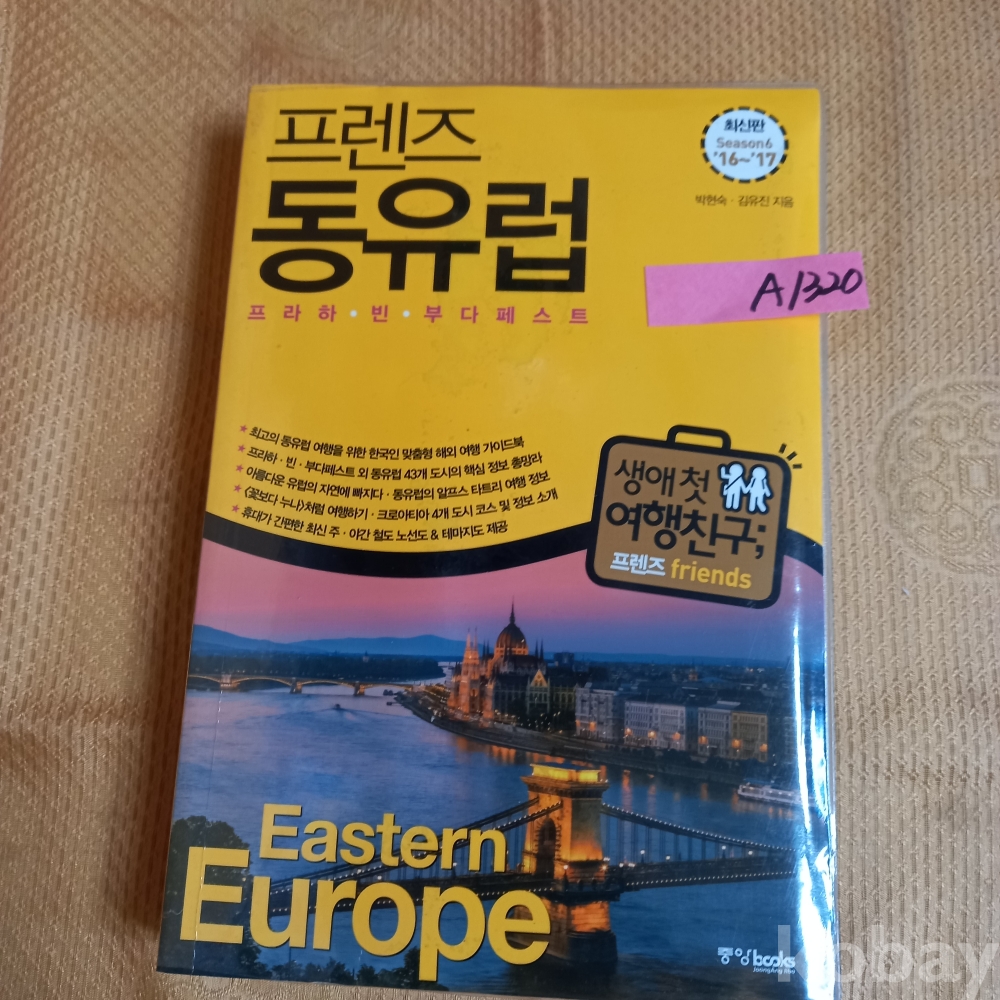 프렌즈
동유럽
프라하·빈·부다페스트
최신판
Season6
'16~'17
박현숙·김유진 지음
A1320
★최고의 동유럽 여행을 위한 한국인 맞춤형 해외 여행 가이드북
★프라하·빈·부다페스트 외 동유럽 43개 도시의 핵심 정보 총망라
★아름다운 유럽의 자연에 빠지다·동유럽의 알프스 타트리 여행 정보
★〈꽃보다 누나〉처럼 여행하기·크로아티아 4개 도시 코스 및 정보 소개
★휴대가 간편한 최신 주·야간 철도 노선도 & 테마지도 제공
생애 첫
여행친구;
프렌즈 friends
Eastern
Europe
중앙books
kobay